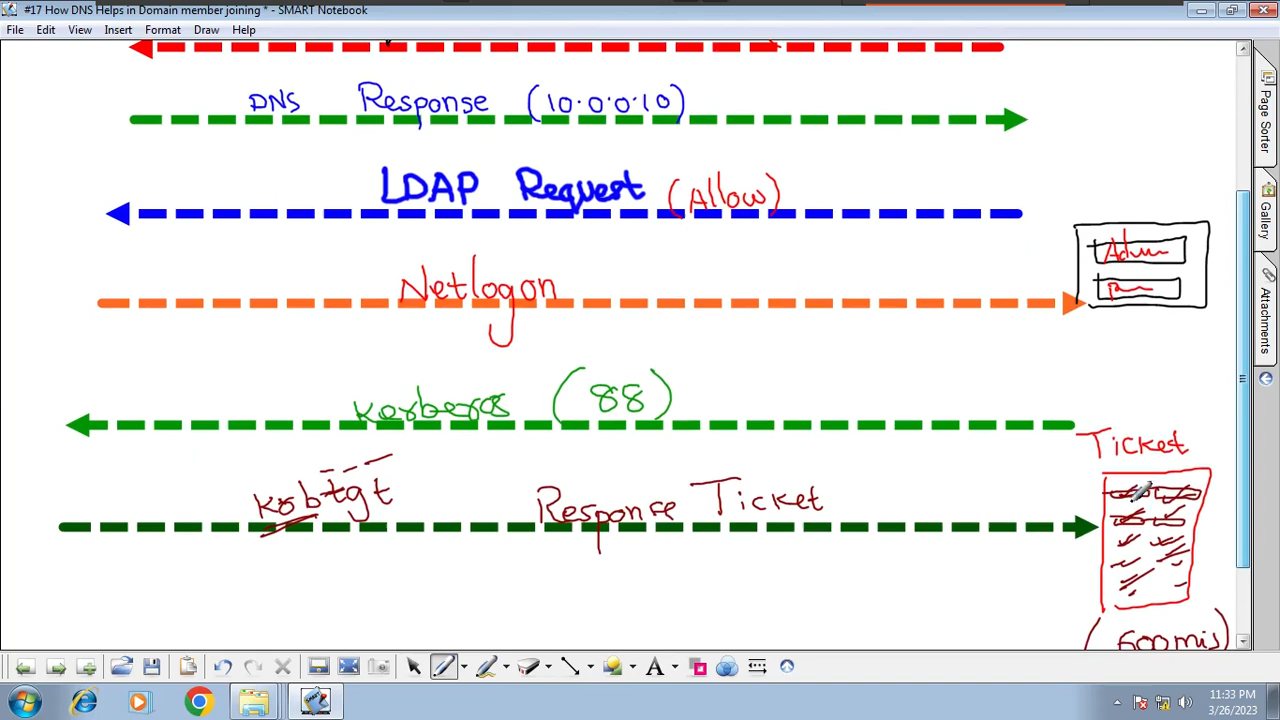 #17 How DNS Helps in Domain member joining * - SMART Notebook
File Edit View Insert Format Draw Help
DNS Response (10.0.0.10)
LDAP Request (Allow)
Admin
Netlogon
Kerberos (88)
Ticket
krbtgt Response Ticket
(600mis)
Page Sorter
Gallery
Attachments
11:33 PM
3/26/2023